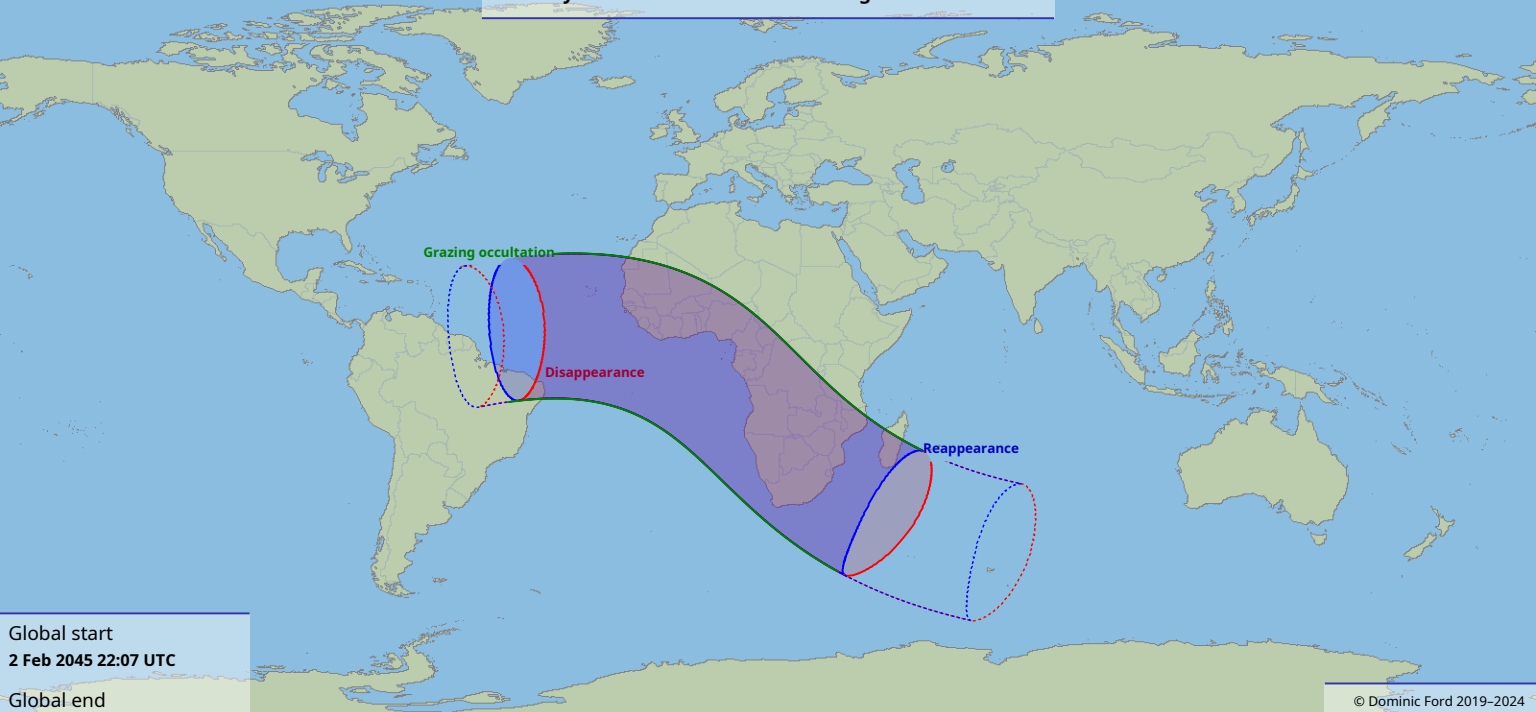 Grazing occultation
Disappearance
Reappearance
Global start
2 Feb 2045 22:07 UTC
Global end
© Dominic Ford 2019–2024